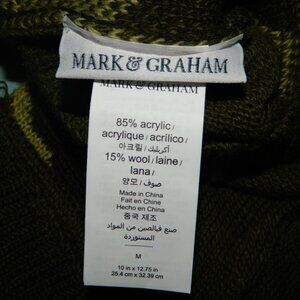 MARK & GRAHAM
MARK & GRAHAM
85% acrylic /
acrylique / acrílico /
아크릴 / أكريليك
15% wool / laine /
lana /
양모 / صوف
Made in China
Fait en Chine
Hecho en China
중국 제조
صنع في الصين من المواد
المستوردة
M
10 in x 12.75 in
25.4 cm x 32.39 cm